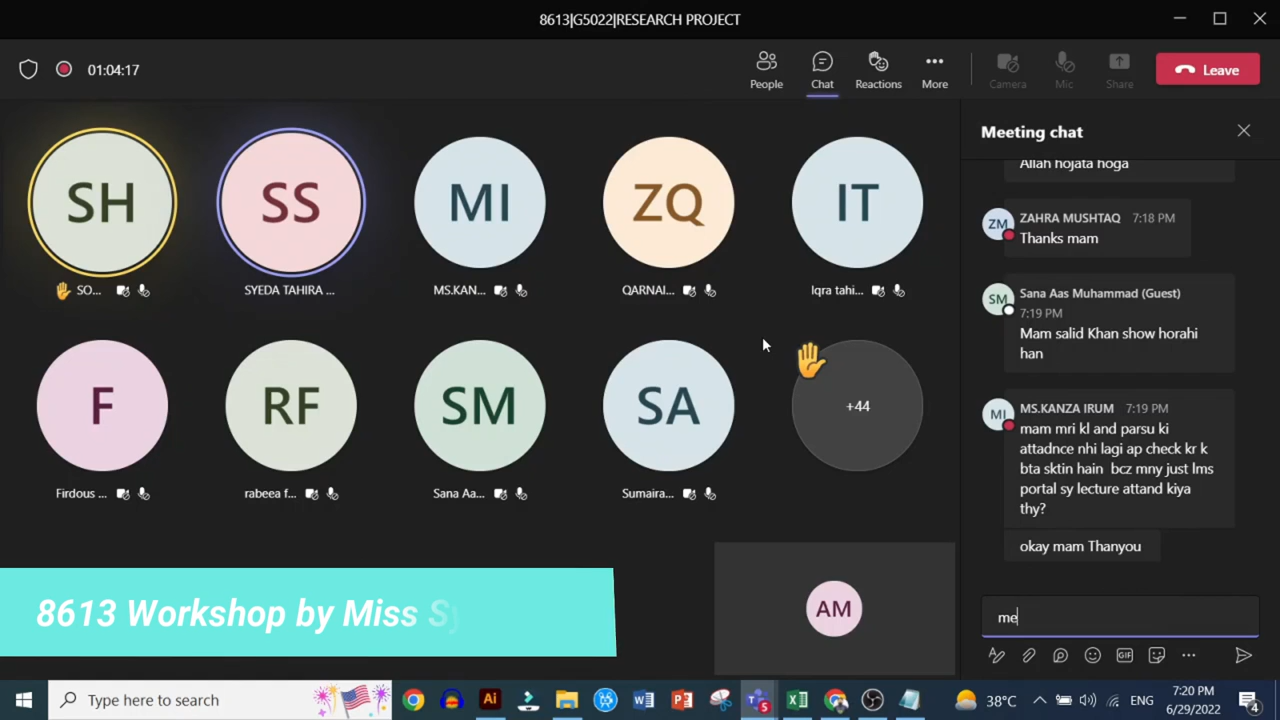 8613|G5022|RESEARCH PROJECT
01:04:17
People
Chat
Reactions
More
Camera
Mic
Share
Leave
Meeting chat
SH
SS
MI
ZQ
IT
SO...
SYEDA TAHIRA ...
MS.KAN...
QARNAI...
Iqra tahi...
F
RF
SM
SA
+44
Firdous ...
rabeea f...
Sana Aa...
Sumaira...
AM
Allah hojata hoga
ZM
ZAHRA MUSHTAQ 7:18 PM
Thanks mam
SM
Sana Aas Muhammad (Guest)
7:19 PM
Mam salid Khan show horahi
han
MI
MS.KANZA IRUM 7:19 PM
mam mri kl and parsu ki
attadnce nhi lagi ap check kr k
bta sktin hain bcz mny just lms
portal sy lecture attand kiya
thy?
okay mam Thanyou
me
GIF
8613 Workshop by Miss Sy
Type here to search
38°C
ENG
7:20 PM
6/29/2022
4